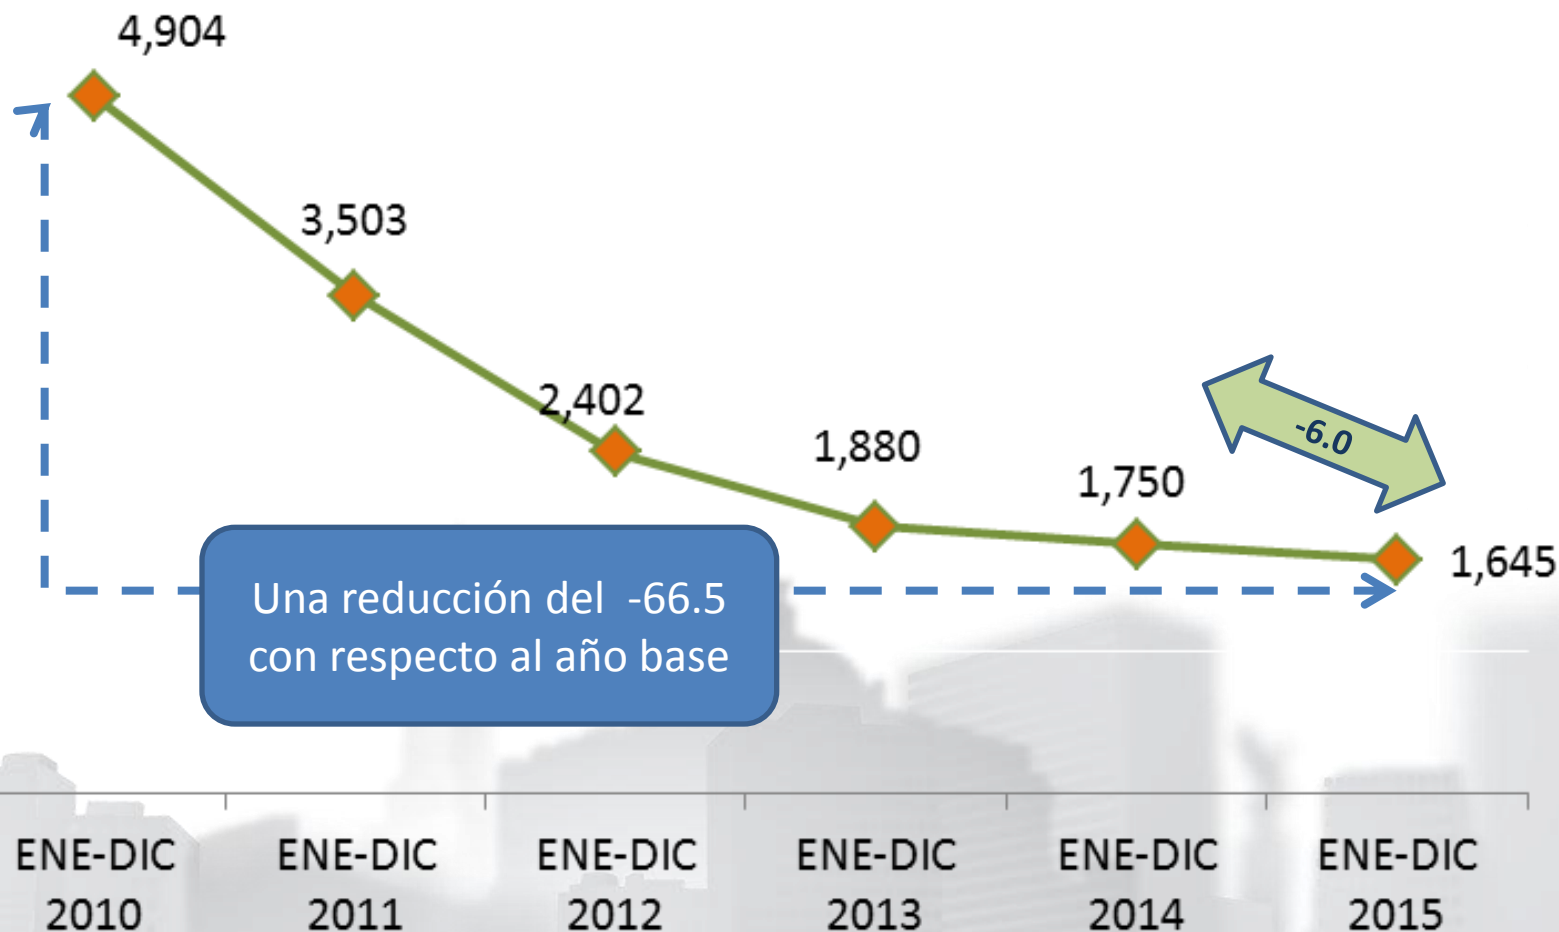 4,904
3,503
2,402
1,880
1,750
1,645
-6.0
Una reducción del -66.5
con respecto al año base
ENE-DIC
2010
ENE-DIC
2011
ENE-DIC
2012
ENE-DIC
2013
ENE-DIC
2014
ENE-DIC
2015